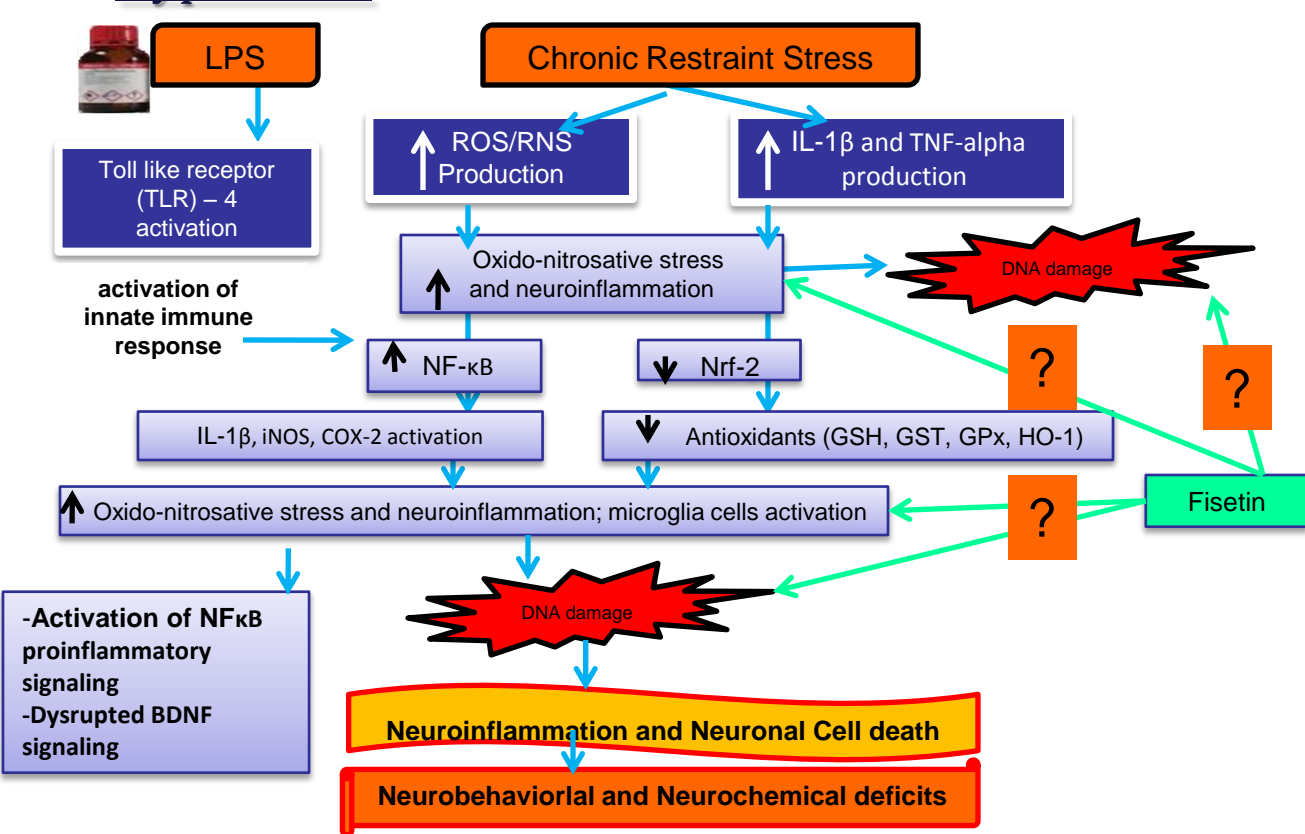 LPS
Chronic Restraint Stress
ROS/RNS
Production
IL-1β and TNF-alpha
production
Toll like receptor
(TLR) – 4
activation
Oxido-nitrosative stress
and neuroinflammation
DNA damage
activation of
innate immune
response
NF-κB
Nrf-2
?
?
IL-1β, iNOS, COX-2 activation
Antioxidants (GSH, GST, GPx, HO-1)
Oxido-nitrosative stress and neuroinflammation; microglia cells activation
?
Fisetin
-Activation of NFκB
proinflammatory
signaling
-Dysrupted BDNF
signaling
DNA damage
Neuroinflammation and Neuronal Cell death
Neurobehaviorlal and Neurochemical deficits